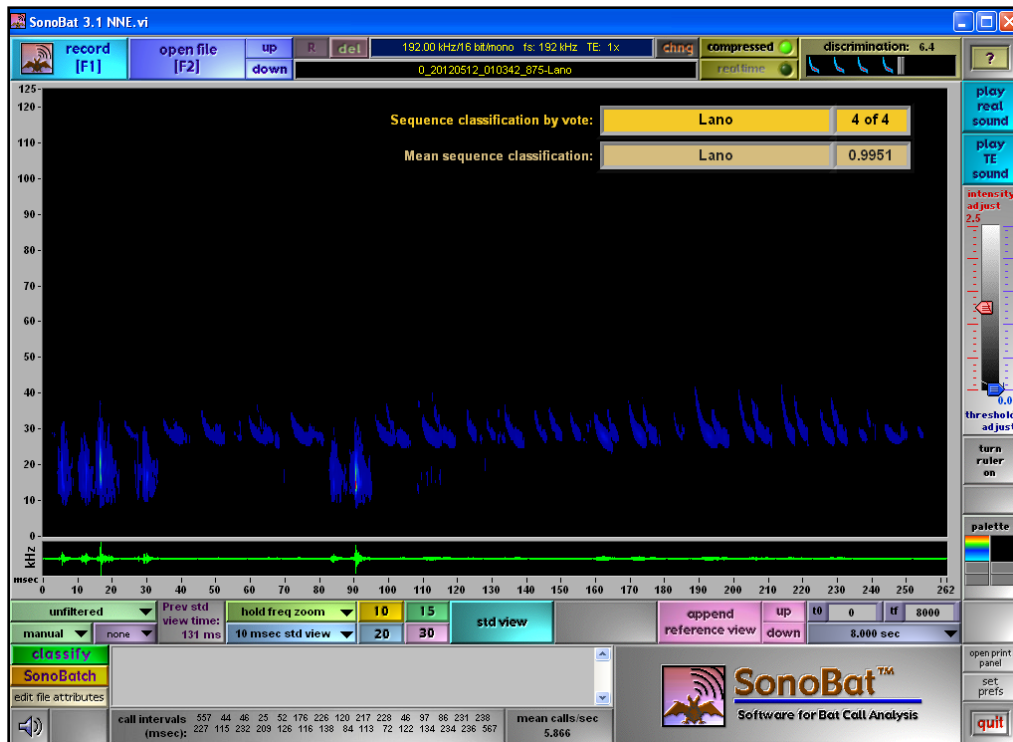 SonoBat 3.1 NNE.vi
record
[F1]
open file
[F2]
up
down
R
del
192.00 kHz/16 bit/mono fs: 192 kHz TE: 1x
chng
0_20120512_010342_875-Lano
compressed
realtime
discrimination: 6.4
?
Sequence classification by vote:
Lano
4 of 4
Mean sequence classification:
Lano
0.9951
125
120
110
100
90
80
70
60
50
40
30
20
10
0
kHz
msec
0 10 20 30 40 50 60 70 80 90 100 110 120 130 140 150 160 170 180 190 200 210 220 230 240 250 262
play
real
sound
play
TE
sound
intensity
adjust
2.5
0.0
threshold
adjust
turn
ruler
on
palette
unfiltered
manual
none
Prev std
view time:
131 ms
hold freq zoom
10 msec std view
10
15
20
30
std view
append
reference view
up
down
t0 0 tf 8000
8.000 sec
classify
SonoBatch
edit file attributes
call intervals
(msec):
557 44 46 25 52 176 226 120 217 228 46 97 86 231 238
227 115 232 209 126 116 138 84 113 72 122 134 234 236 567
mean calls/sec
5.866
SonoBat™
Software for Bat Call Analysis
open print
panel
set
prefs
quit